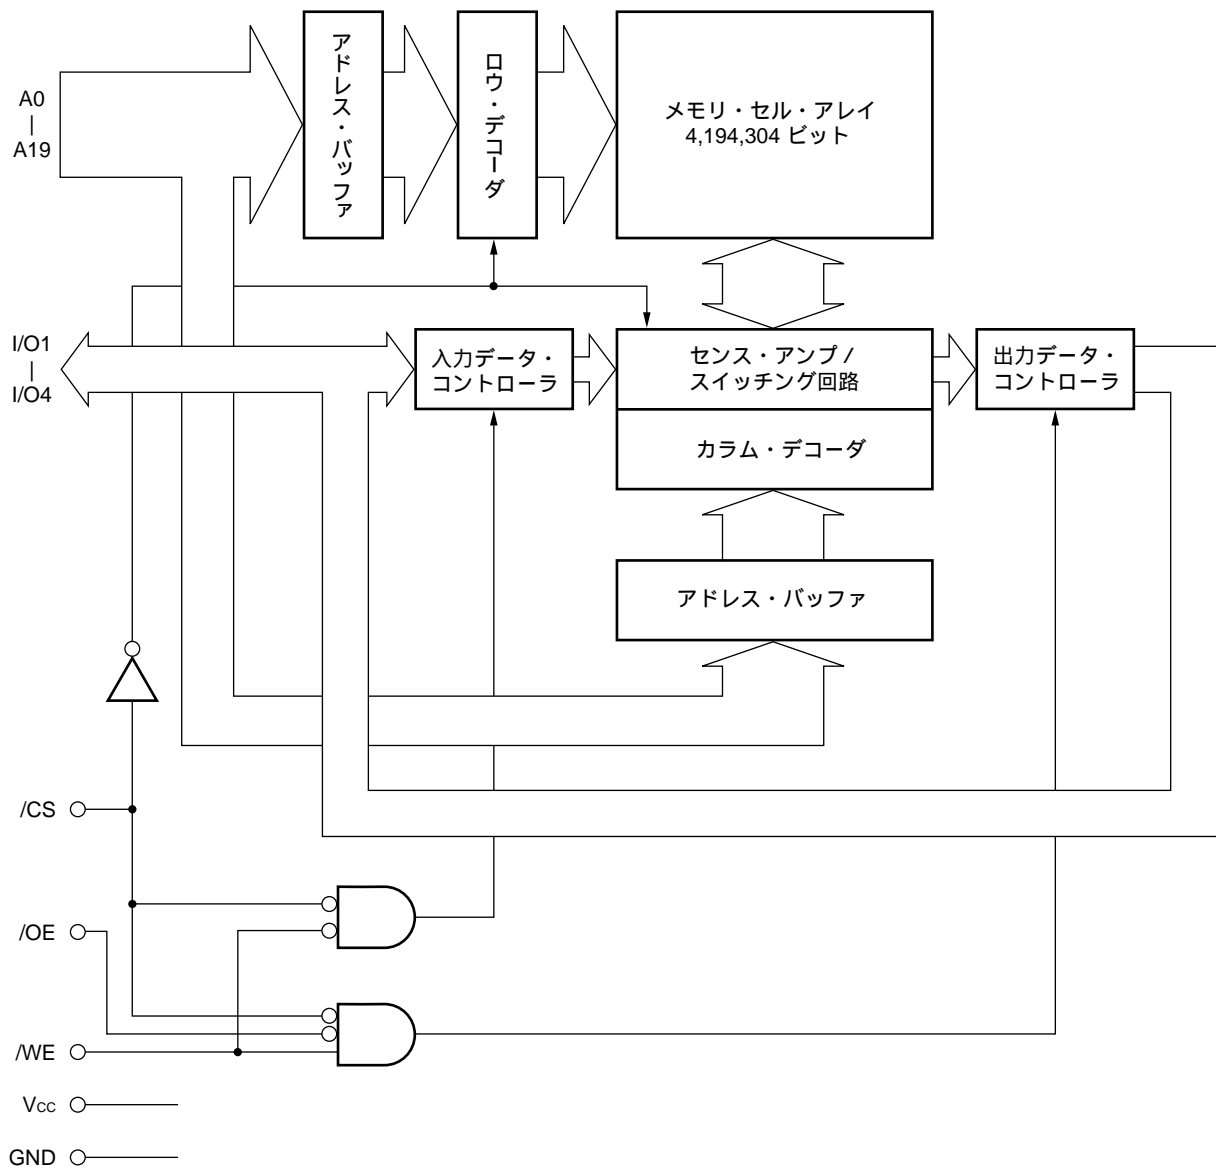 A0
|
A19
アドレス・バッファ
ロウ・デコーダ
メモリ・セル・アレイ
4,194,304 ビット
I/O1
|
I/O4
入力データ・
コントローラ
センス・アンプ /
スイッチング回路
出力データ・
コントローラ
カラム・デコーダ
アドレス・バッファ
/CS
/OE
/WE
Vcc
GND